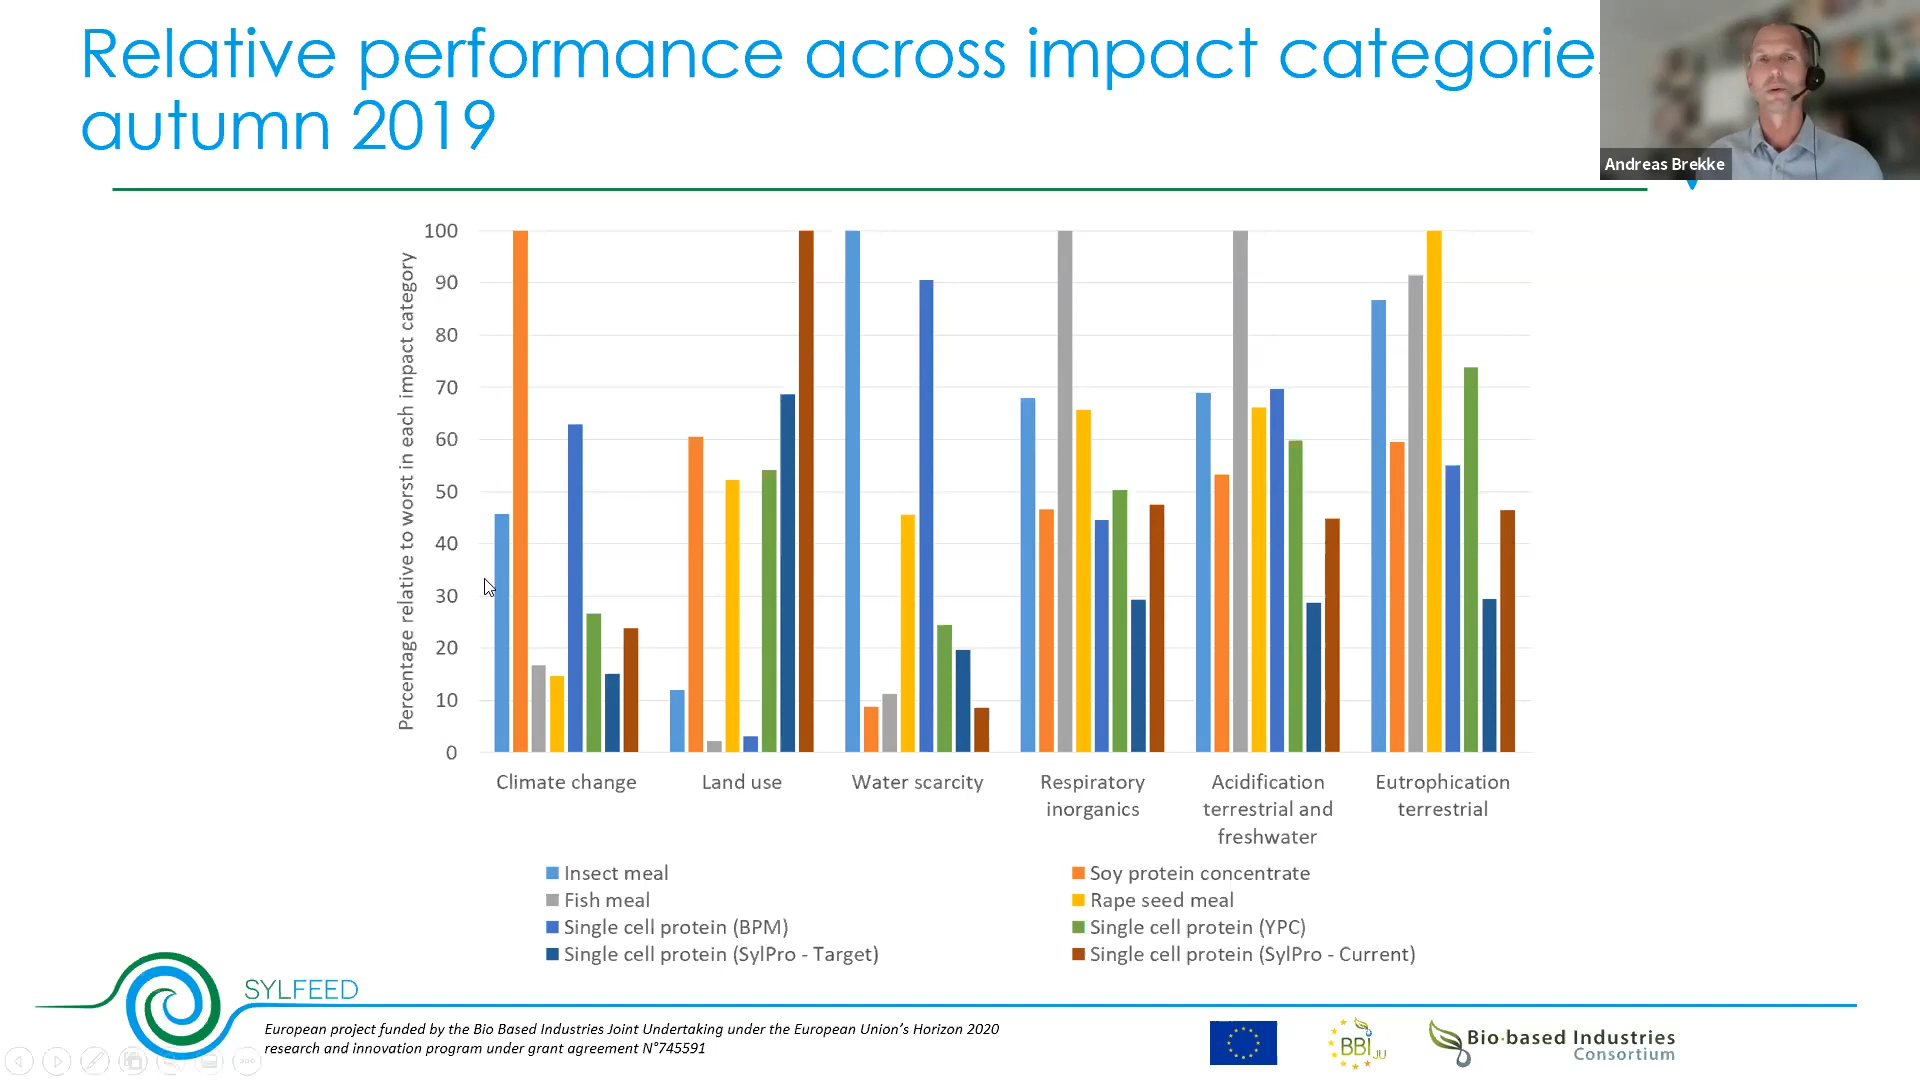 Relative performance across impact categorie
autumn 2019
Andreas Brekke
Percentage relative to worst in each impact category
100
90
80
70
60
50
40
30
20
10
0
Climate change
Land use
Water scarcity
Respiratory
inorganics
Acidification
terrestrial and
freshwater
Eutrophication
terrestrial
Insect meal
Soy protein concentrate
Fish meal
Rape seed meal
Single cell protein (BPM)
Single cell protein (YPC)
Single cell protein (SylPro - Target)
Single cell protein (SylPro - Current)
SYLFEED
European project funded by the Bio Based Industries Joint Undertaking under the European Union's Horizon 2020
research and innovation program under grant agreement N°745591
BBI JU
Bio-based Industries
Consortium